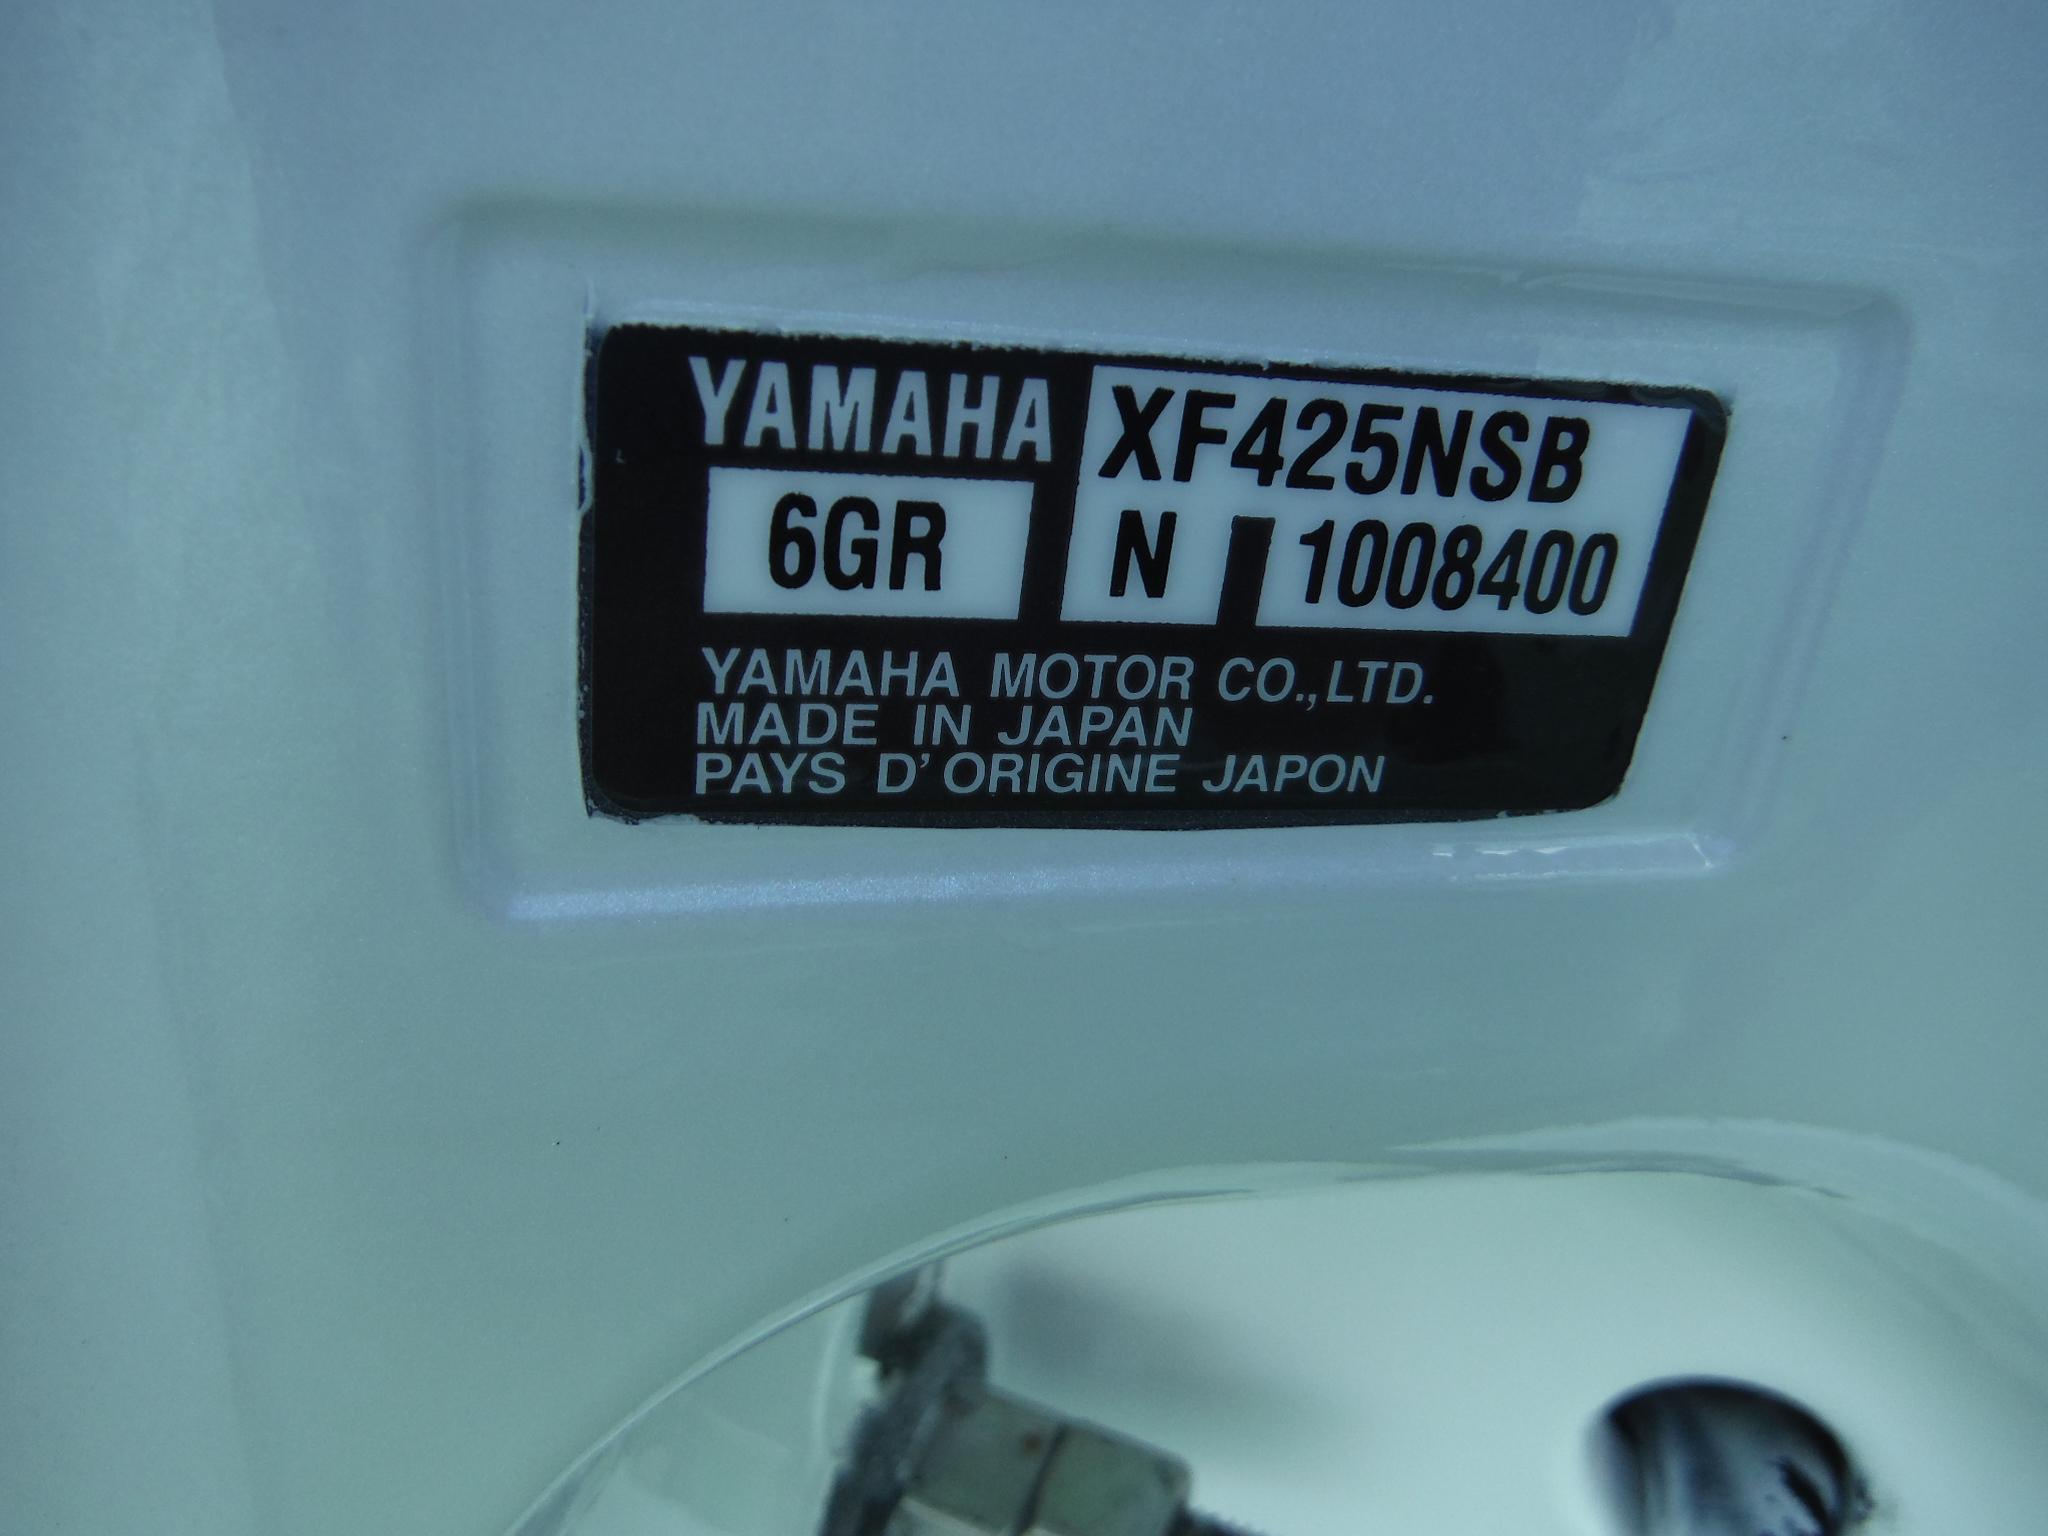 YAMAHA XF425NSB
6GR N 1008400
YAMAHA MOTOR CO.,LTD.
MADE IN JAPAN
PAYS D'ORIGINE JAPON